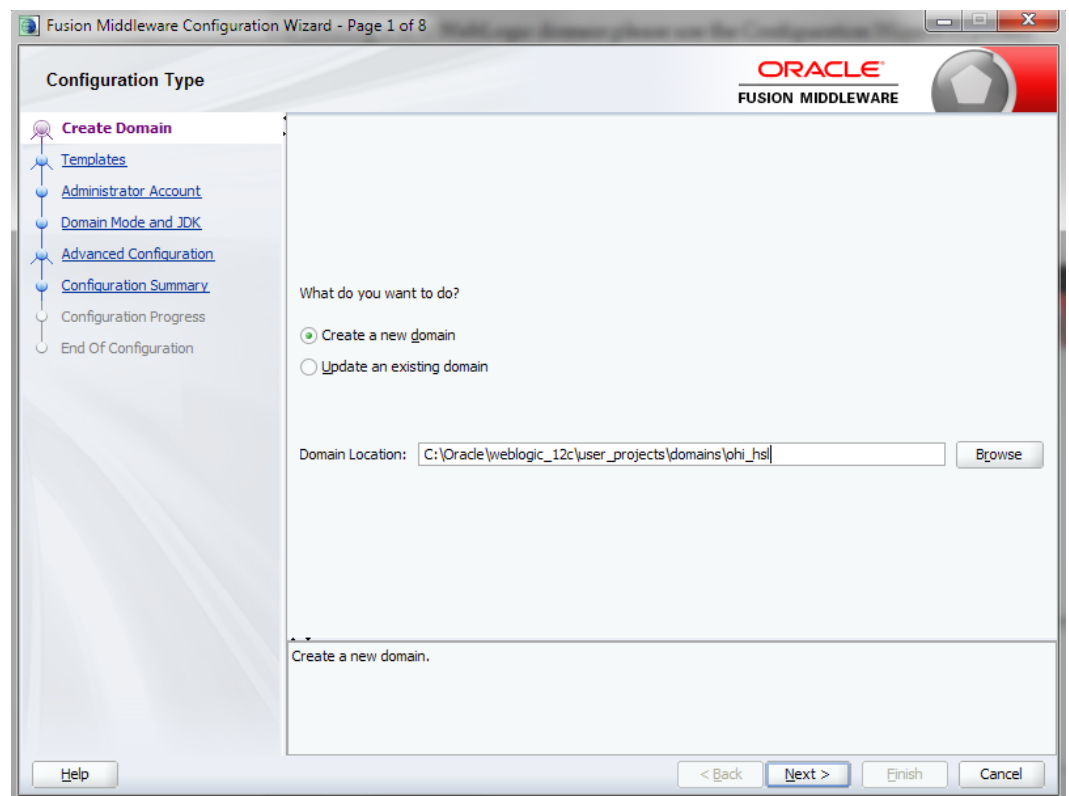 Fusion Middleware Configuration Wizard - Page 1 of 8
Configuration Type
ORACLE
FUSION MIDDLEWARE
Create Domain
Templates
Administrator Account
Domain Mode and JDK
Advanced Configuration
Configuration Summary
Configuration Progress
End Of Configuration
What do you want to do?
Create a new domain
Update an existing domain
Domain Location: C:\Oracle\weblogic_12c\user_projects\domains\ohi_hsl
Browse
Create a new domain.
Help
< Back
Next >
Finish
Cancel